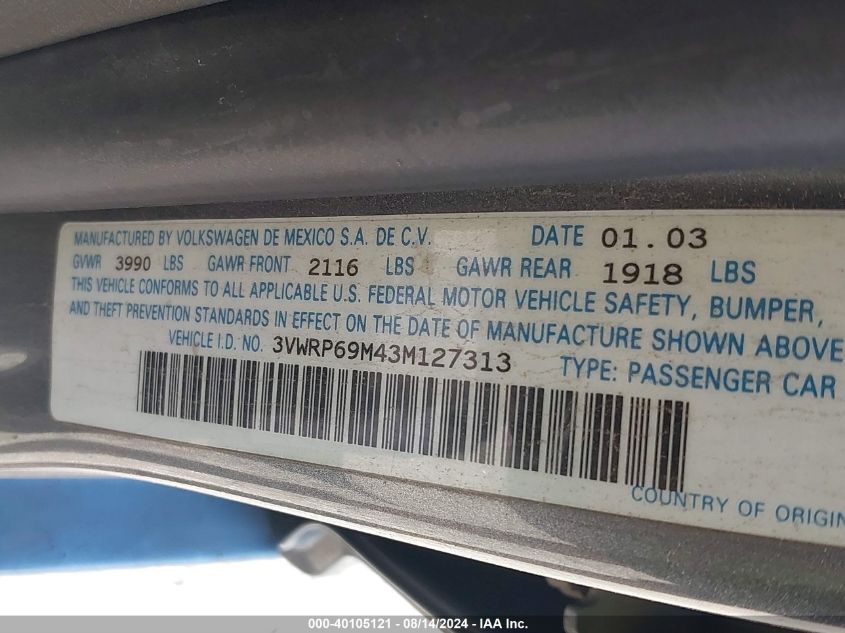 MANUFACTURED BY VOLKSWAGEN DE MEXICO S.A. DE C.V. DATE 01.03
GVWR 3990 LBS GAWR FRONT 2116 LBS GAWR REAR 1918 LBS
THIS VEHICLE CONFORMS TO ALL APPLICABLE U.S. FEDERAL MOTOR VEHICLE SAFETY, BUMPER,
AND THEFT PREVENTION STANDARDS IN EFFECT ON THE DATE OF MANUFACTURE SHOWN ABOVE
VEHICLE I.D. NO. 3VWRP69M43M127313 TYPE: PASSENGER CAR
COUNTRY OF ORIGIN
000-40105121 - 08/14/2024 - IAA Inc.